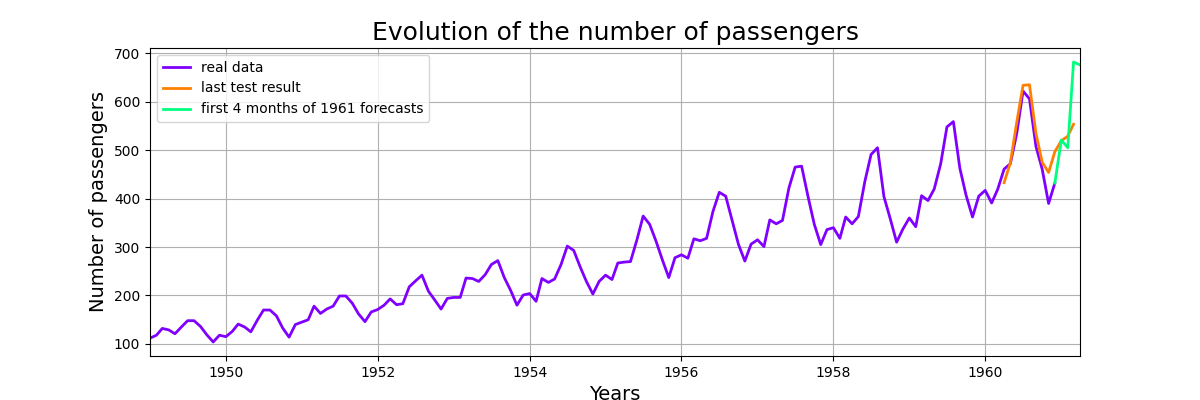 Evolution of the number of passengers
700
600
500
400
300
200
100
Number of passengers
real data
last test result
first 4 months of 1961 forecasts
1950 1952 1954 1956 1958 1960
Years